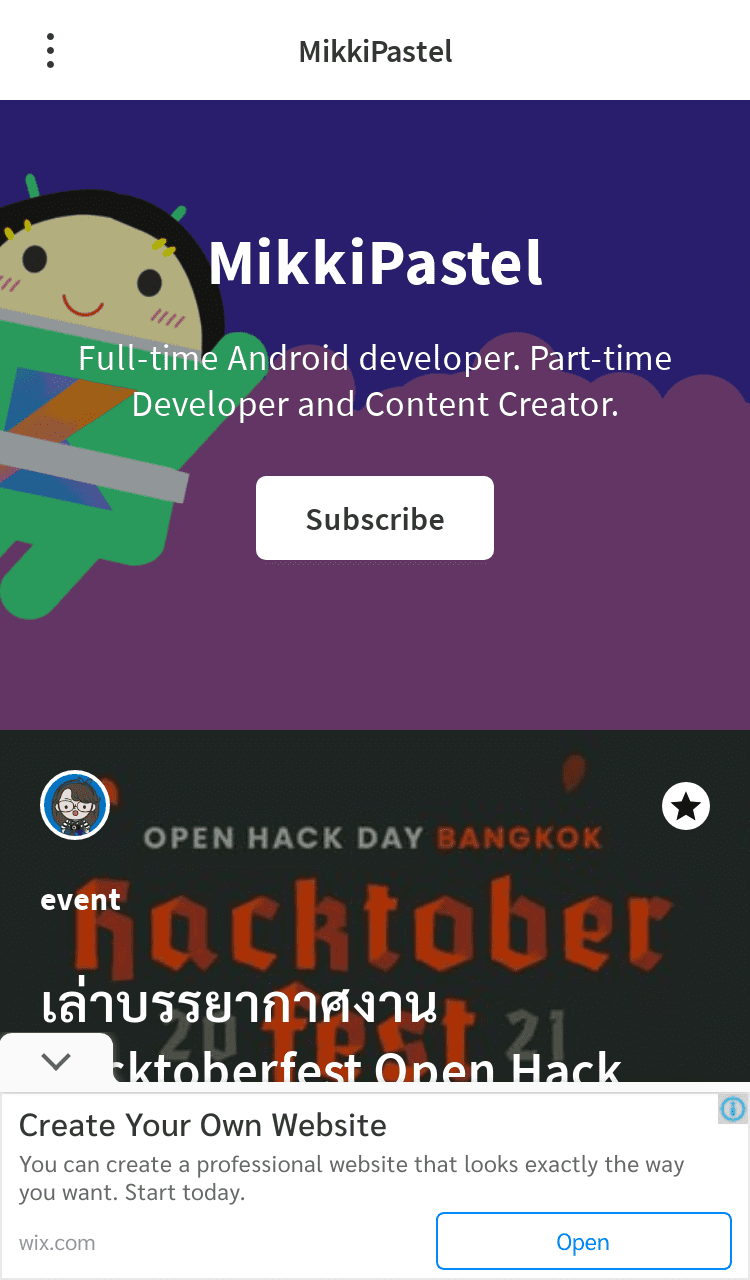 MikkiPastel
MikkiPastel
Full-time Android developer. Part-time
Developer and Content Creator.
Subscribe
OPEN HACK DAY BANGKOK
event
hacktober
เล่าบรรยากาศงาน
20 fest 21
cktoberfest Open Hack
Create Your Own Website
You can create a professional website that looks exactly the way
you want. Start today.
wix.com
Open